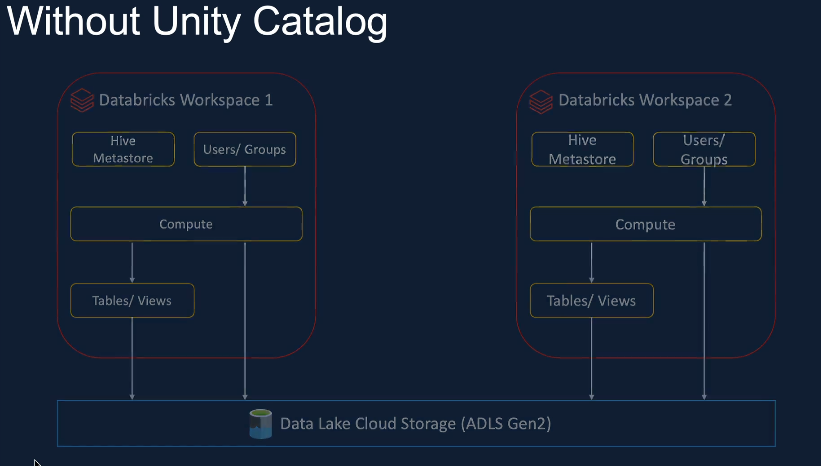 Without Unity Catalog
Databricks Workspace 1
Hive
Metastore
Users/ Groups
Compute
Tables/ Views
Databricks Workspace 2
Hive
Metastore
Users/
Groups
Compute
Tables/ Views
Data Lake Cloud Storage (ADLS Gen2)